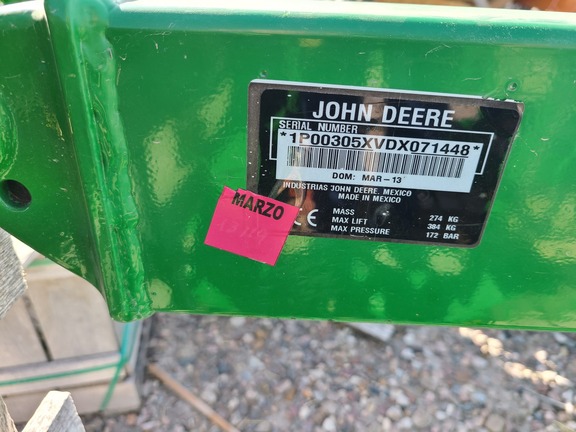 JOHN DEERE
SERIAL NUMBER
*1P00305XVDX071448*
DOM: MAR-13
INDUSTRIAS JOHN DEERE, MEXICO
MADE IN MEXICO
CE
MASS 274 KG
MAX LIFT 384 KG
MAX PRESSURE 172 BAR
MARZO